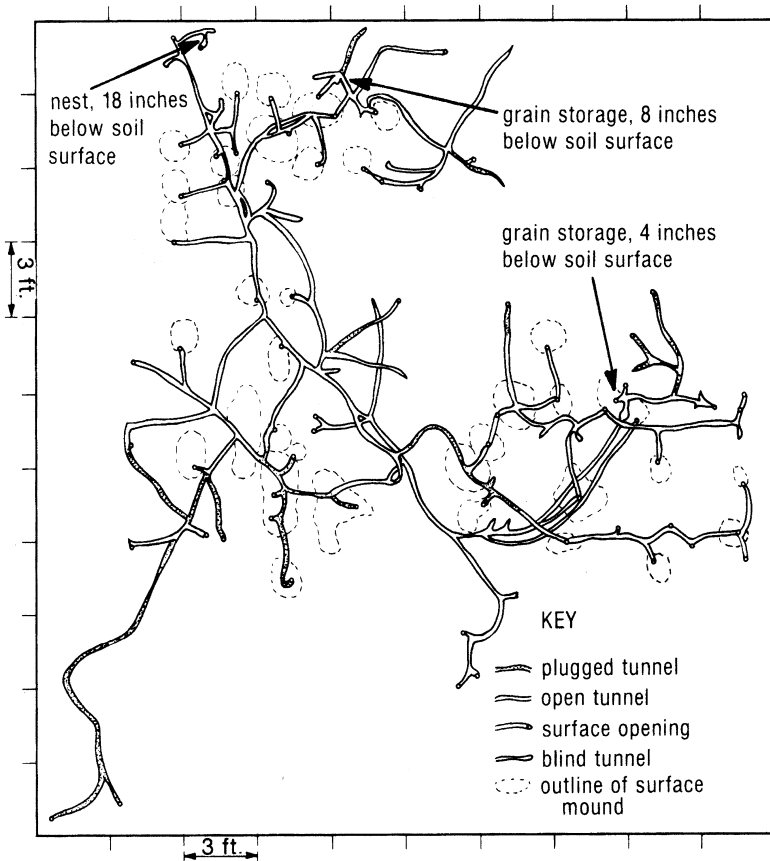 nest, 18 inches
below soil
surface
grain storage, 8 inches
below soil surface
grain storage, 4 inches
below soil surface
3 ft.
KEY
plugged tunnel
open tunnel
surface opening
blind tunnel
outline of surface
mound
3 ft.